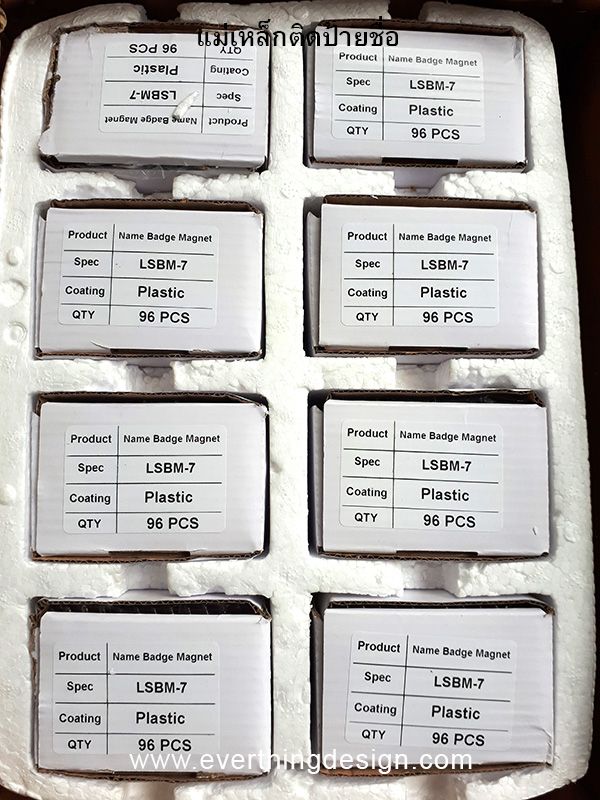 แม่เหล็กติดป้ายชื่อ
Product Name Badge Magnet
Spec LSBM-7
Coating Plastic
QTY 96 PCS
Product Name Badge Magnet
Spec LSBM-7
Coating Plastic
QTY 96 PCS
Product Name Badge Magnet
Spec LSBM-7
Coating Plastic
QTY 96 PCS
Product Name Badge Magnet
Spec LSBM-7
Coating Plastic
QTY 96 PCS
Product Name Badge Magnet
Spec LSBM-7
Coating Plastic
QTY 96 PCS
Product Name Badge Magnet
Spec LSBM-7
Coating Plastic
QTY 96 PCS
Product Name Badge Magnet
Spec LSBM-7
Coating Plastic
QTY 96 PCS
Product Name Badge Magnet
Spec LSBM-7
Coating Plastic
QTY 96 PCS
www.everthingdesign.com